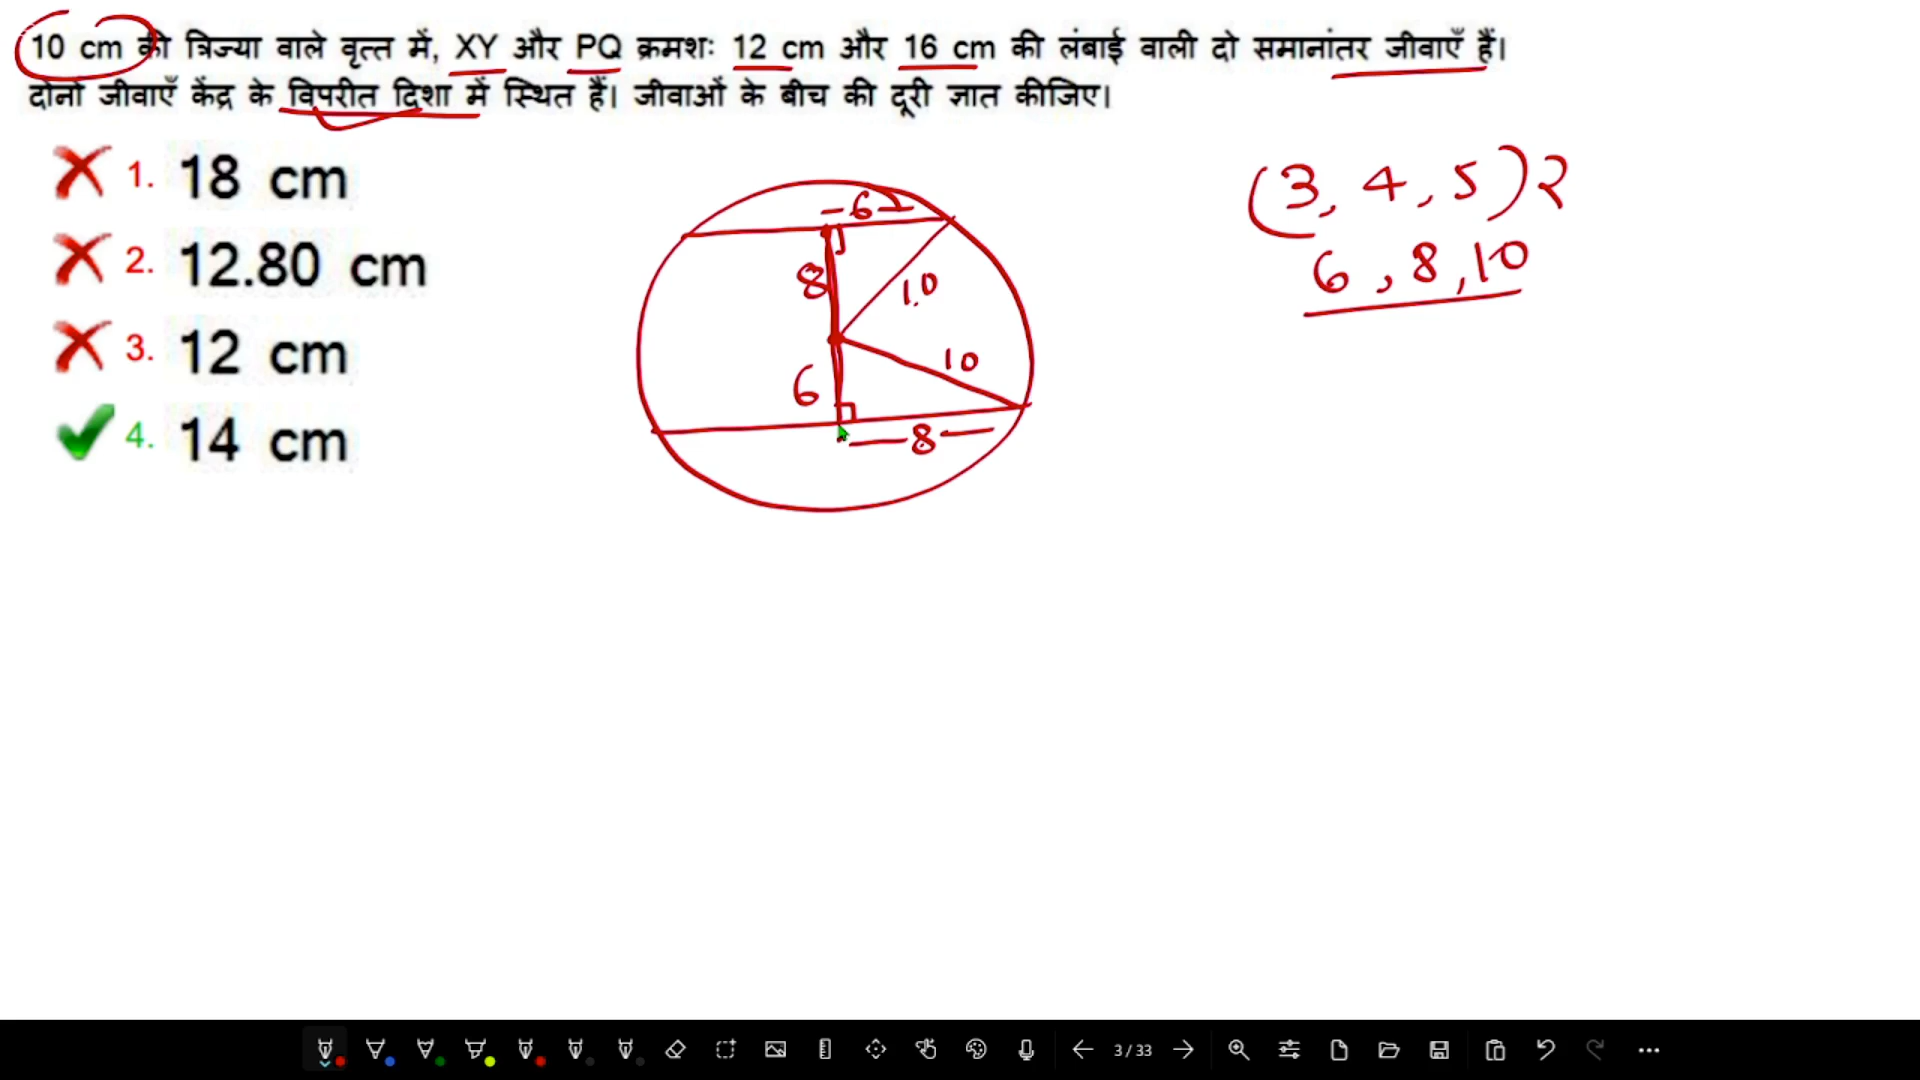 10 cm की त्रिज्या वाले वृत्त में, XY और PQ क्रमशः 12 cm और 16 cm की लंबाई वाली दो समानांतर जीवाएँ हैं।
दोनों जीवाएँ केंद्र के विपरीत दिशा में स्थित हैं। जीवाओं के बीच की दूरी ज्ञात कीजिए।
1. 18 cm
2. 12.80 cm
3. 12 cm
4. 14 cm
6
8
10
10
6
8
(3, 4, 5)2
6, 8, 10
3 / 33